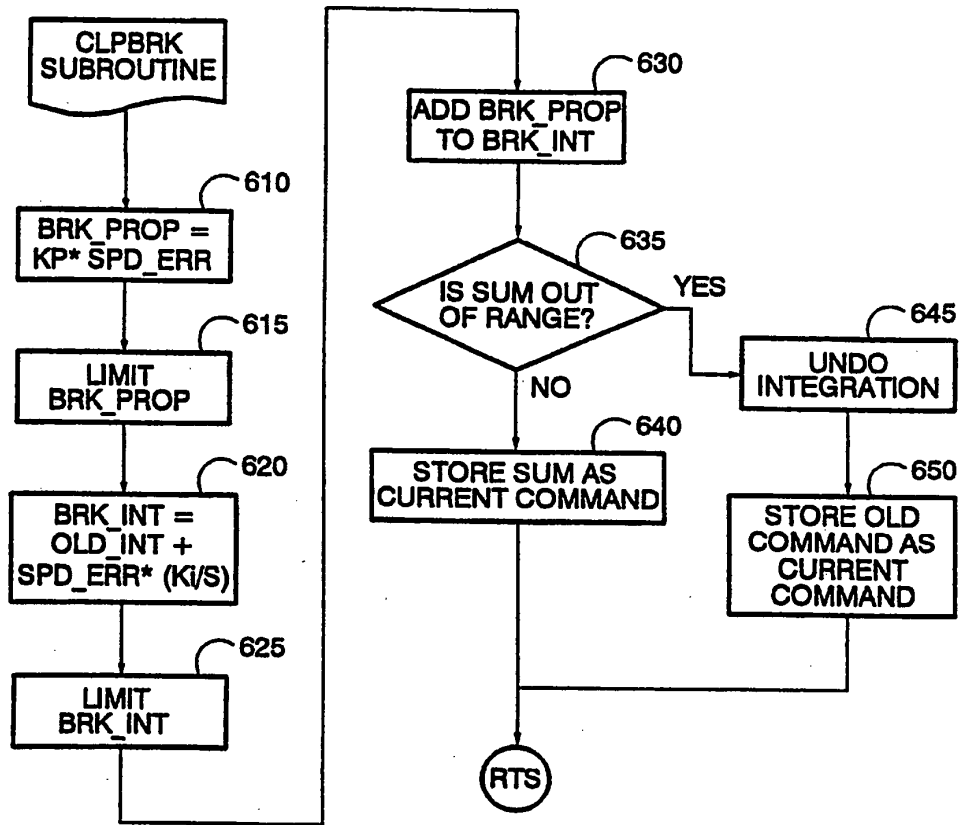 CLPBRK
SUBROUTINE
610
BRK_PROP =
KP* SPD_ERR
615
LIMIT
BRK_PROP
620
BRK_INT =
OLD_INT +
SPD_ERR* (Ki/S)
625
LIMIT
BRK_INT
630
ADD BRK_PROP
TO BRK_INT
635
IS SUM OUT
OF RANGE?
YES
NO
645
UNDO
INTEGRATION
640
STORE SUM AS
CURRENT COMMAND
650
STORE OLD
COMMAND AS
CURRENT
COMMAND
RTS